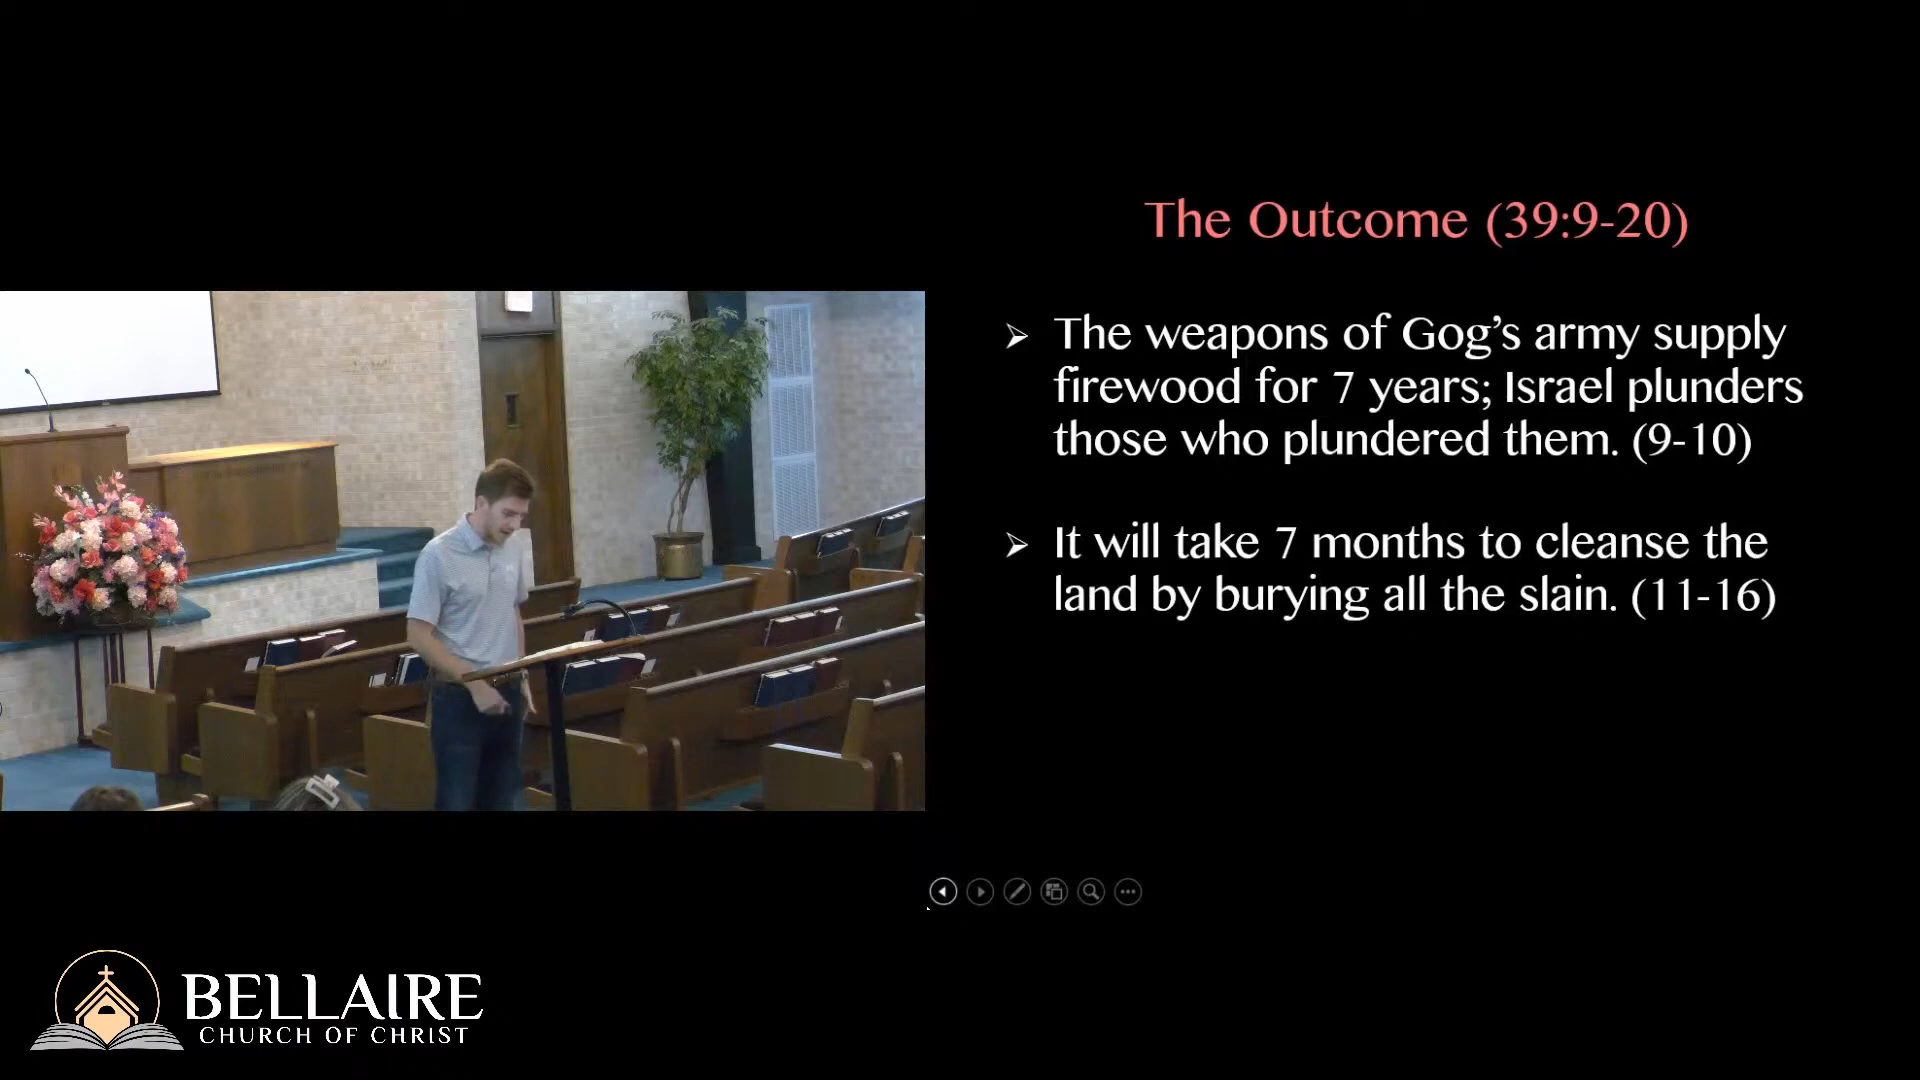 The Outcome (39:9-20)
➢ The weapons of Gog’s army supply
firewood for 7 years; Israel plunders
those who plundered them. (9-10)
➢ It will take 7 months to cleanse the
land by burying all the slain. (11-16)
BELLAIRE
CHURCH OF CHRIST